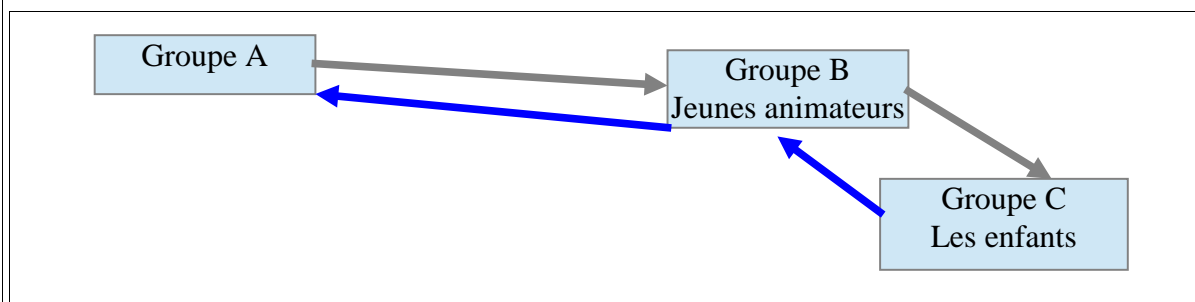 Groupe A
Groupe B
Jeunes animateurs
Groupe C
Les enfants